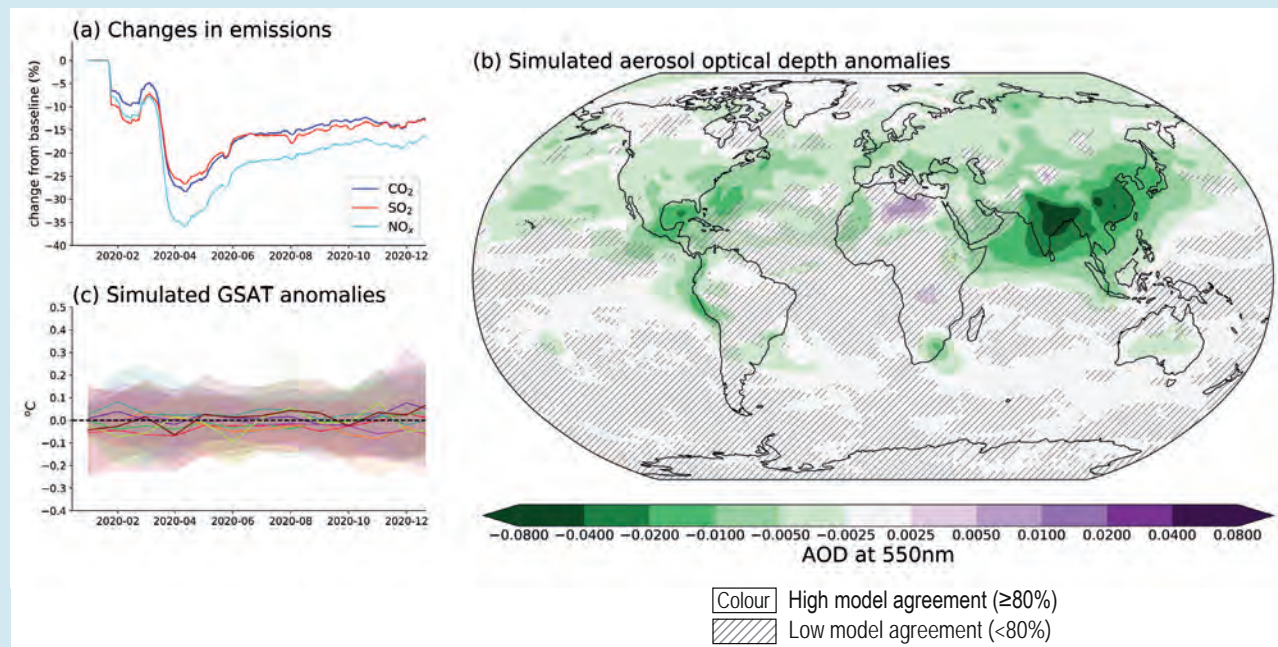 (a) Changes in emissions
change from baseline (%)
0
−5
−10
−15
−20
−25
−30
−35
−40
CO₂
SO₂
NOₓ
2020-02 2020-04 2020-06 2020-08 2020-10 2020-12
(b) Simulated aerosol optical depth anomalies
(c) Simulated GSAT anomalies
°C
0.5
0.4
0.3
0.2
0.1
0.0
−0.1
−0.2
−0.3
−0.4
2020-02 2020-04 2020-06 2020-08 2020-10 2020-12
−0.0800 −0.0400 −0.0200 −0.0100 −0.0050 −0.0025 0.0025 0.0050 0.0100 0.0200 0.0400 0.0800
AOD at 550nm
Colour High model agreement (≥80%)
Low model agreement (<80%)